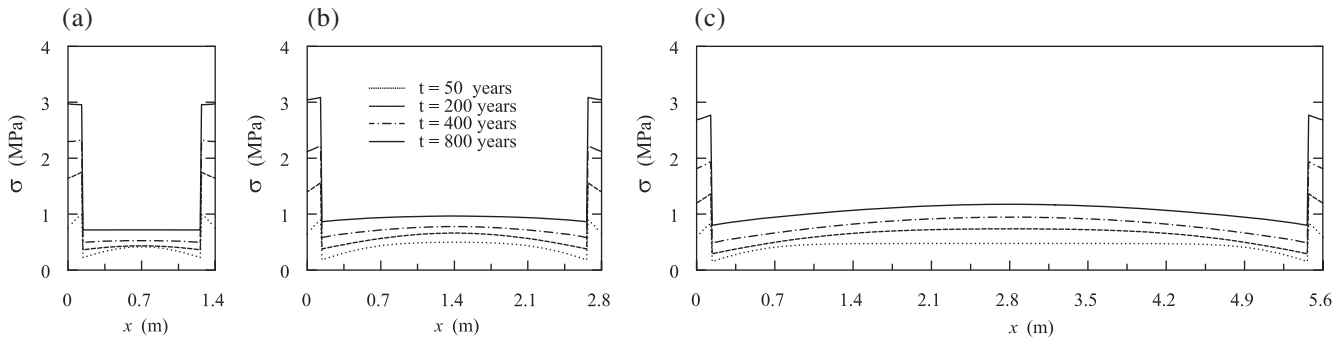 (a)
(b)
(c)
4
3
2
1
0
σ (MPa)
0 0.7 1.4
x (m)
4
3
2
1
0
σ (MPa)
t = 50 years
t = 200 years
t = 400 years
t = 800 years
0 0.7 1.4 2.1 2.8
x (m)
4
3
2
1
0
σ (MPa)
0 0.7 1.4 2.1 2.8 3.5 4.2 4.9 5.6
x (m)